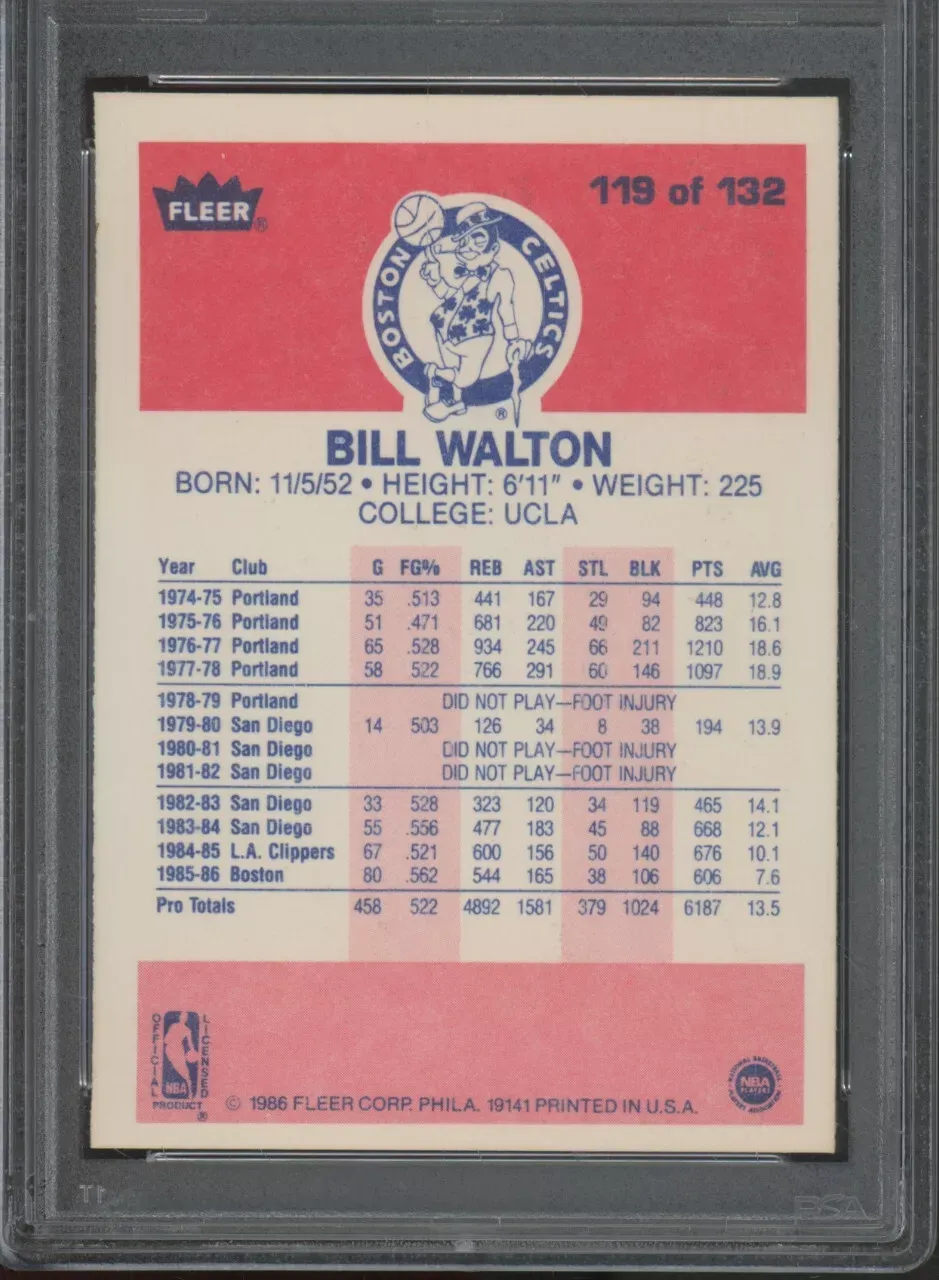 119 of 132
FLEER®
BOSTON CELTICS
®
BILL WALTON
BORN: 11/5/52 • HEIGHT: 6'11" • WEIGHT: 225
COLLEGE: UCLA
Year Club G FG% REB AST STL BLK PTS AVG
1974-75 Portland 35 .513 441 167 29 94 448 12.8
1975-76 Portland 51 .471 681 220 49 82 823 16.1
1976-77 Portland 65 .528 934 245 66 211 1210 18.6
1977-78 Portland 58 .522 766 291 60 146 1097 18.9
1978-79 Portland DID NOT PLAY—FOOT INJURY
1979-80 San Diego 14 .503 126 34 8 38 194 13.9
1980-81 San Diego DID NOT PLAY—FOOT INJURY
1981-82 San Diego DID NOT PLAY—FOOT INJURY
1982-83 San Diego 33 .528 323 120 34 119 465 14.1
1983-84 San Diego 55 .556 477 183 45 88 668 12.1
1984-85 L.A. Clippers 67 .521 600 156 50 140 676 10.1
1985-86 Boston 80 .562 544 165 38 106 606 7.6
Pro Totals 458 .522 4892 1581 379 1024 6187 13.5
OFFICIAL LICENSED
NBA
PRODUCT ®
© 1986 FLEER CORP. PHILA. 19141 PRINTED IN U.S.A.
NATIONAL BASKETBALL
NBA
PLAYERS
PLAYERS ASSOCIATION
PSA